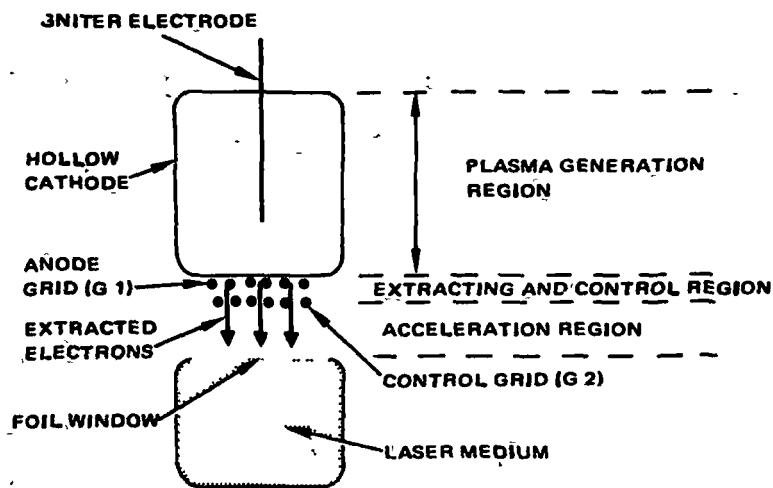 3NITER ELECTRODE
HOLLOW
CATHODE
PLASMA GENERATION
REGION
ANODE
GRID (G 1)
EXTRACTING AND CONTROL REGION
EXTRACTED
ELECTRONS
ACCELERATION REGION
CONTROL GRID (G 2)
FOIL WINDOW
LASER MEDIUM